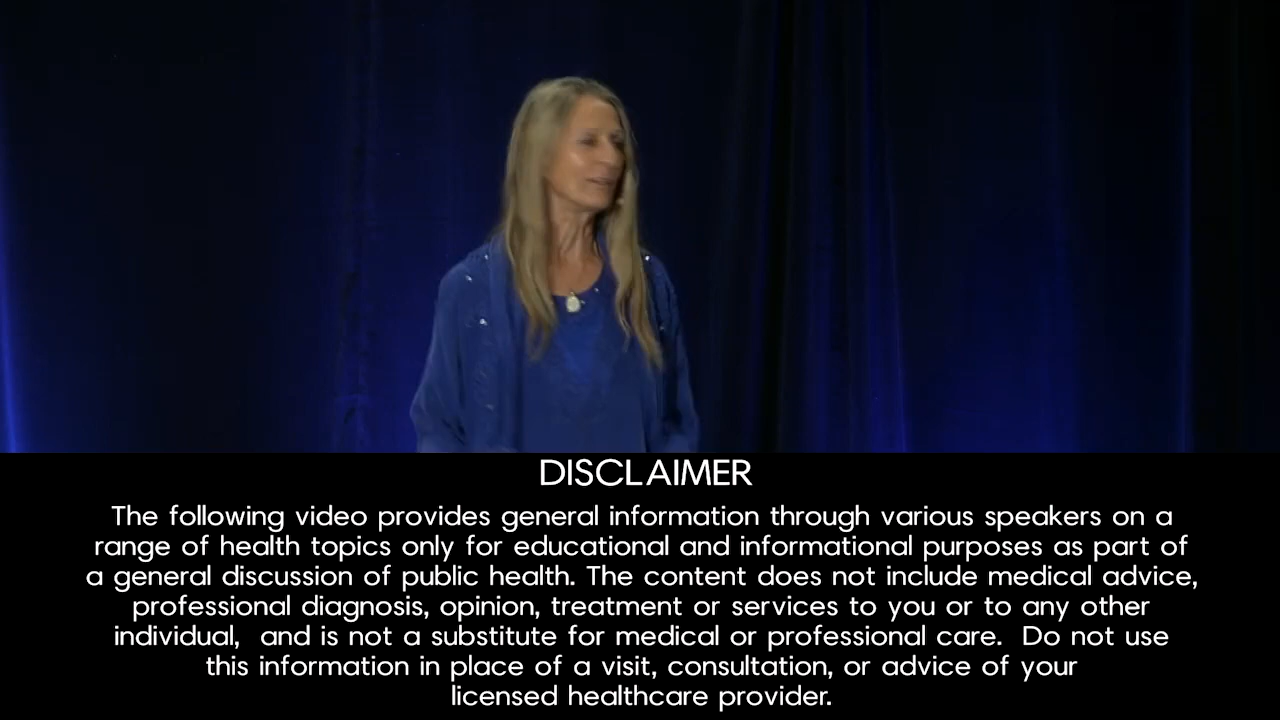 DISCLAIMER
The following video provides general information through various speakers on a
range of health topics only for educational and informational purposes as part of
a general discussion of public health. The content does not include medical advice,
professional diagnosis, opinion, treatment or services to you or to any other
individual,  and is not a substitute for medical or professional care.  Do not use
this information in place of a visit, consultation, or advice of your
licensed healthcare provider.